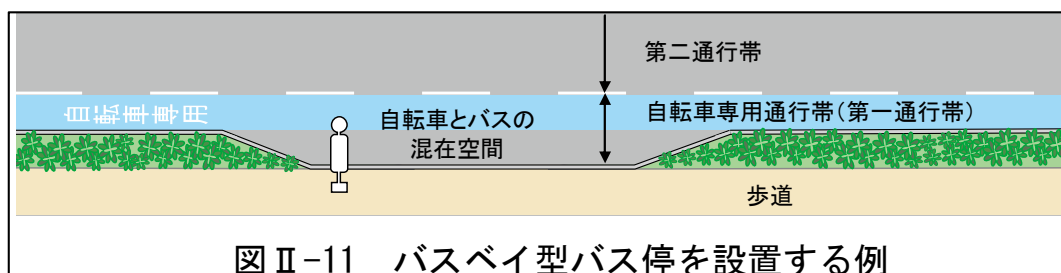 第二通行帯
自転車専用
自転車とバスの
混在空間
自転車専用通行帯(第一通行帯)
歩道
図Ⅱ-11　バスベイ型バス停を設置する例